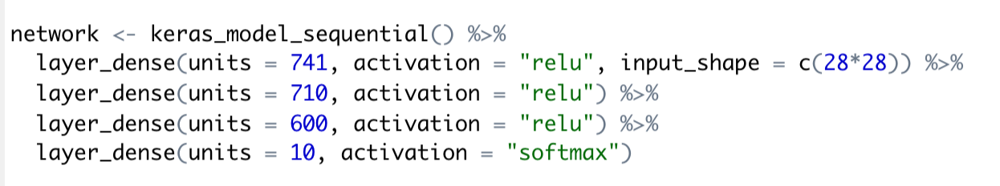 network <- keras_model_sequential() %>%
  layer_dense(units = 741, activation = "relu", input_shape = c(28*28)) %>%
  layer_dense(units = 710, activation = "relu") %>%
  layer_dense(units = 600, activation = "relu") %>%
  layer_dense(units = 10, activation = "softmax")